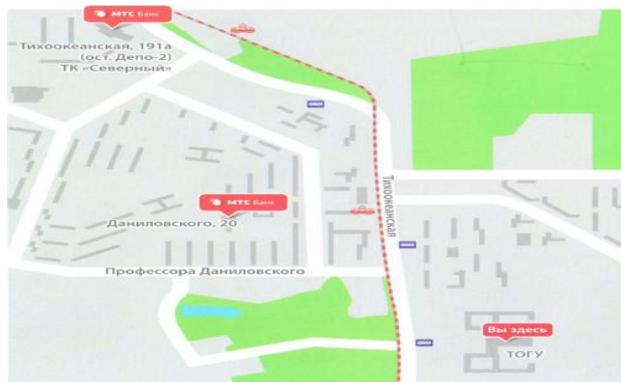 МТС Банк
Тихоокеанская, 191а
(ост. Депо-2)
ТК «Северный»
МТС Банк
Даниловского, 20
Тихоокеанская
Профессора Даниловского
Вы здесь
ТОГУ